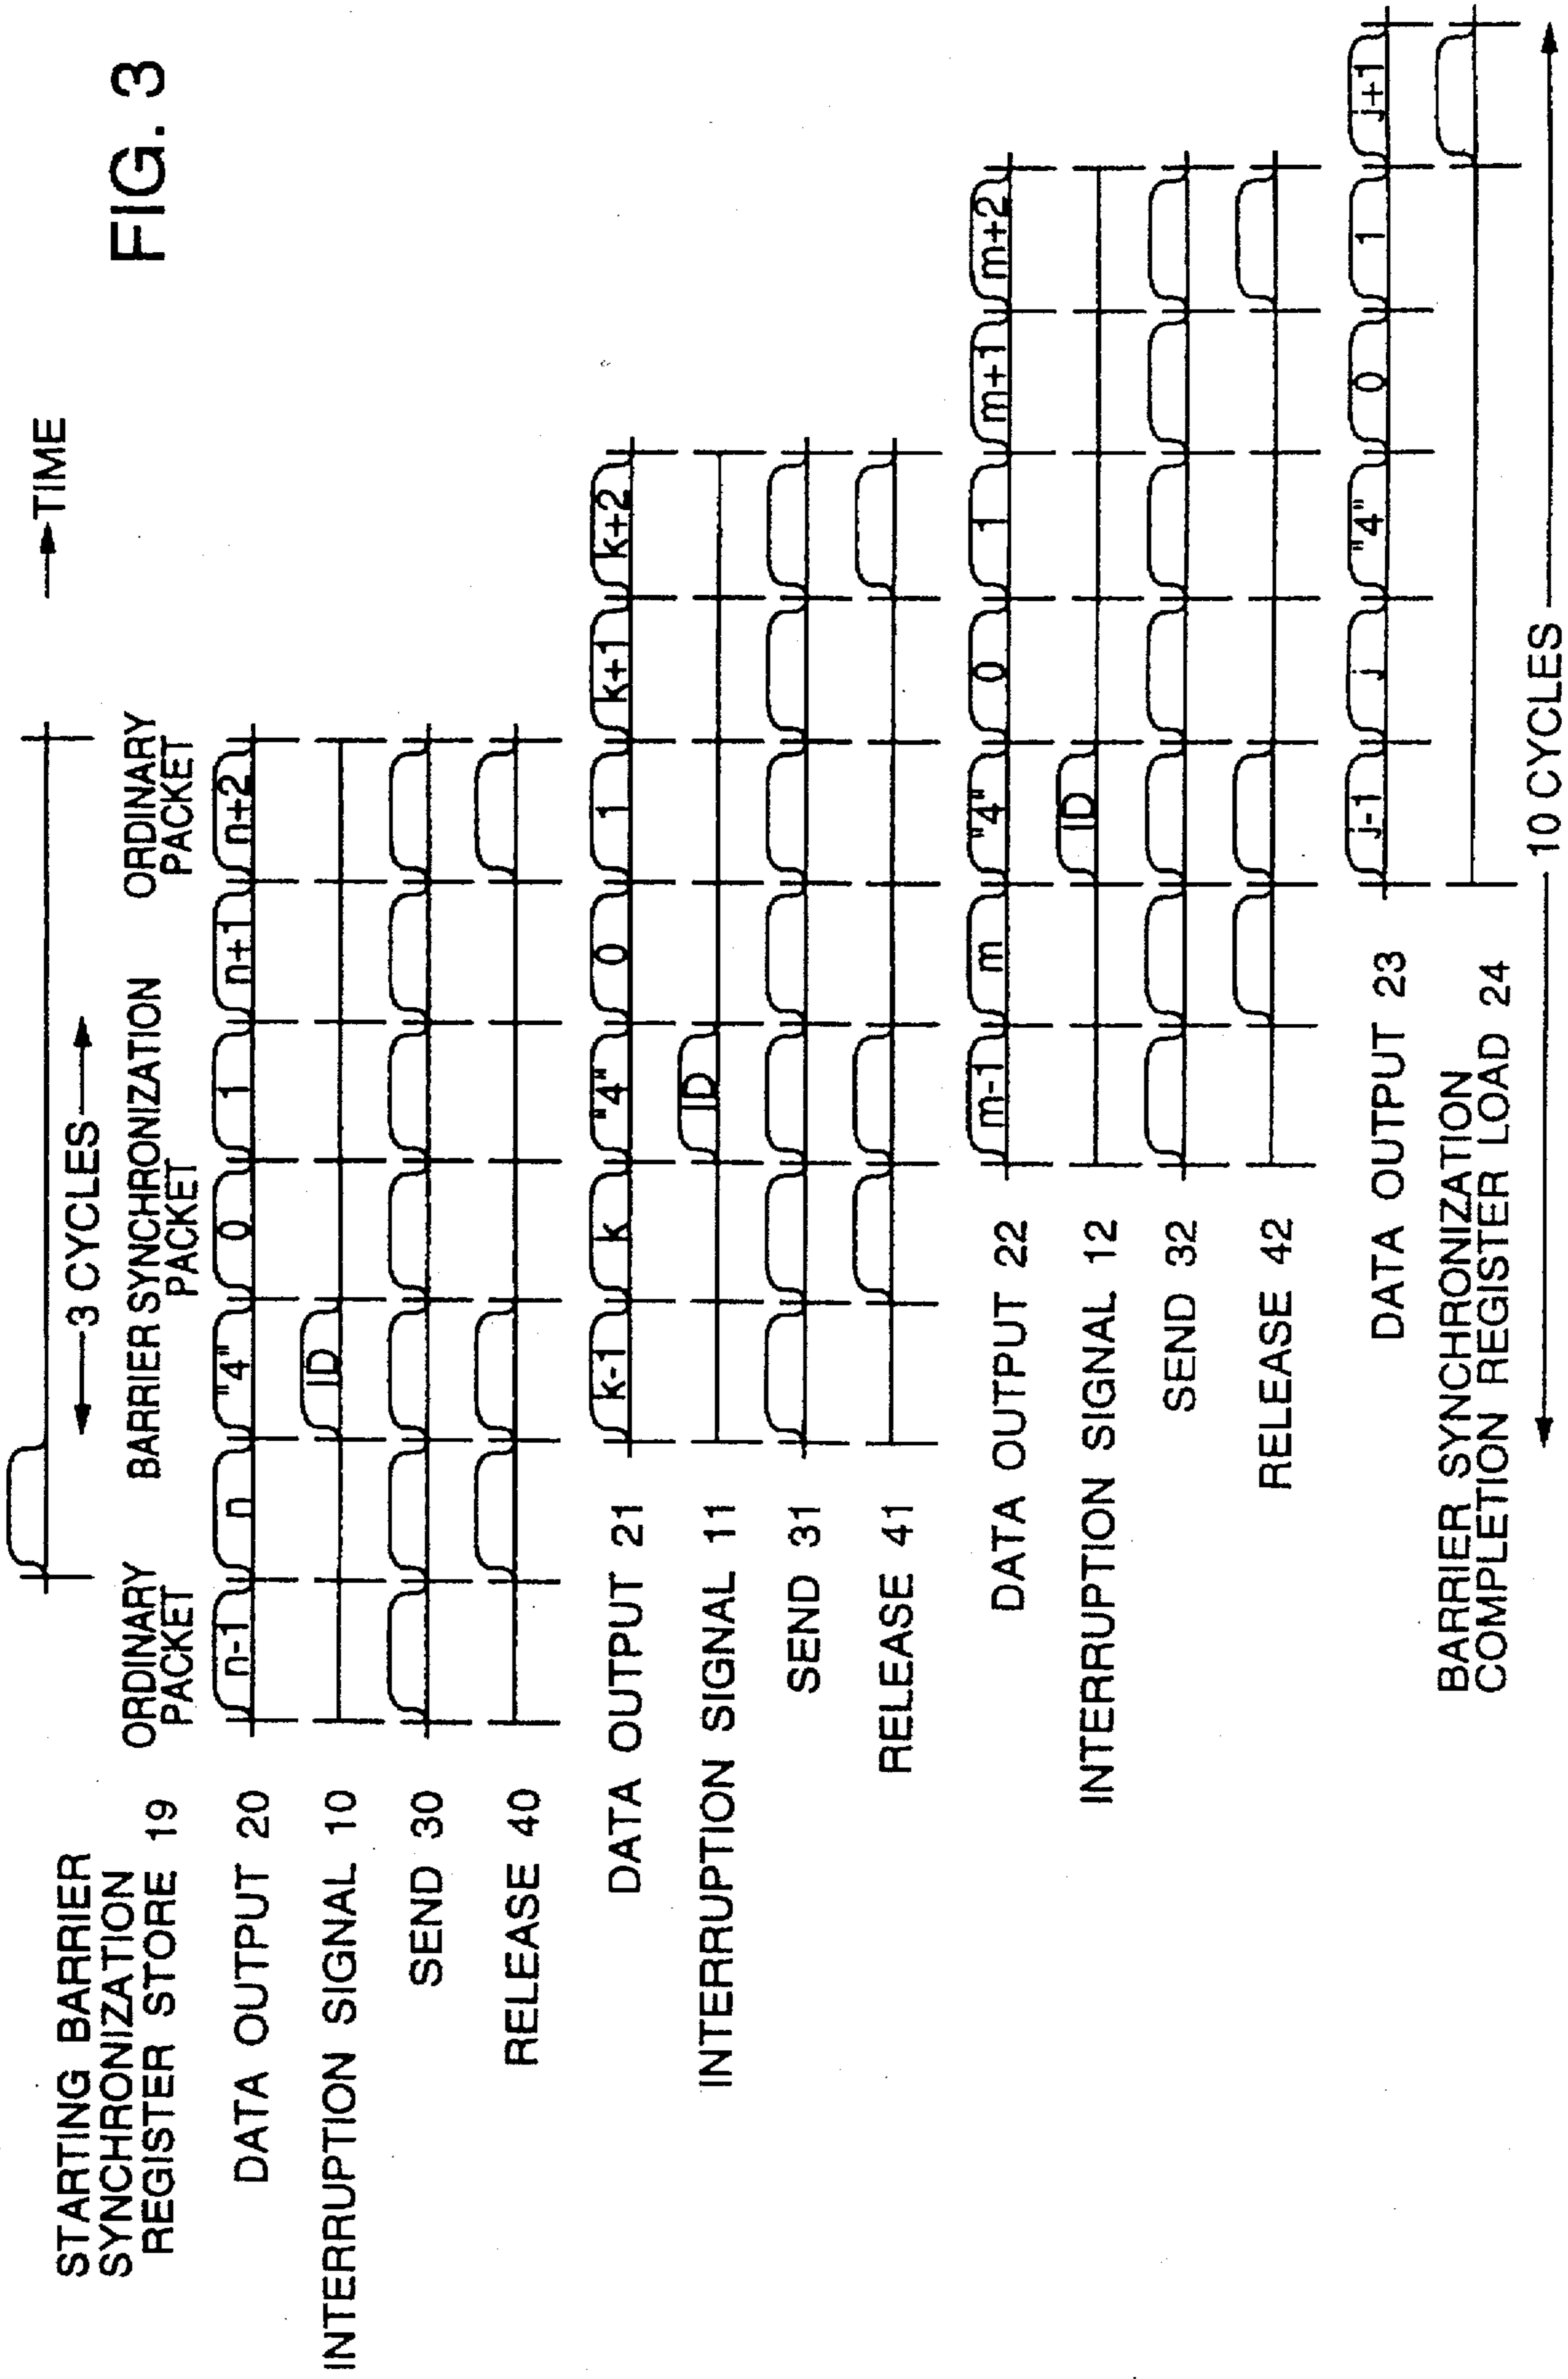 FIG. 3
TIME
STARTING BARRIER
SYNCHRONIZATION
REGISTER STORE 19
3 CYCLES
ORDINARY
PACKET
BARRIER SYNCHRONIZATION
PACKET
ORDINARY
PACKET
DATA OUTPUT 20
n-1 n "4" 0 1 n+1 n+2
INTERRUPTION SIGNAL 10
ID
SEND 30
RELEASE 40
DATA OUTPUT 21
k-1 k "4" 0 1 k+1 k+2
INTERRUPTION SIGNAL 11
ID
SEND 31
RELEASE 41
DATA OUTPUT 22
m-1 m "4" 0 1 m+1 m+2
INTERRUPTION SIGNAL 12
ID
SEND 32
RELEASE 42
DATA OUTPUT 23
j-1 j "4" 0 1 j+1
BARRIER SYNCHRONIZATION
COMPLETION REGISTER LOAD 24
10 CYCLES